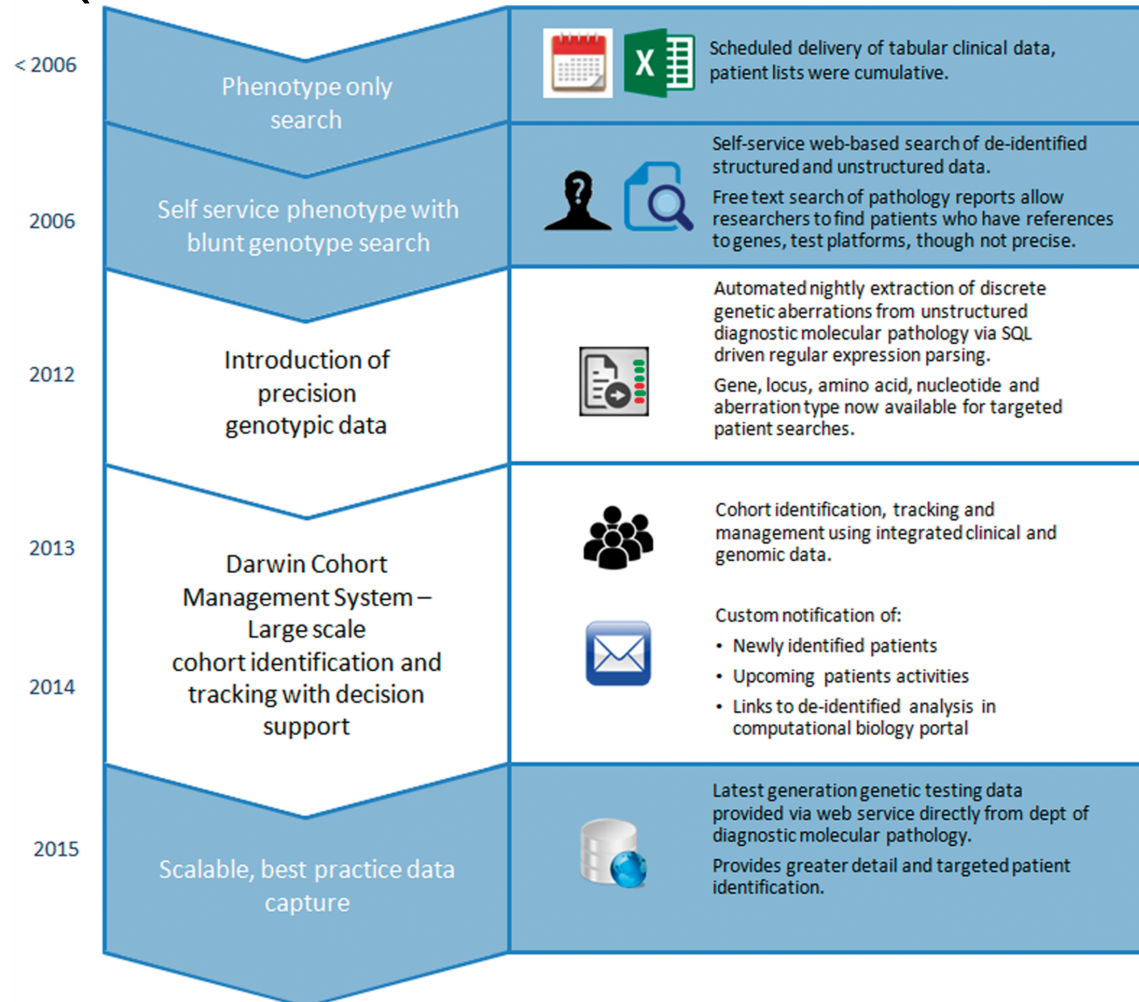 < 2006
Phenotype only
search
X
Scheduled delivery of tabular clinical data,
patient lists were cumulative.
2006
Self service phenotype with
blunt genotype search
?
Self-service web-based search of de-identified
structured and unstructured data.
Free text search of pathology reports allow
researchers to find patients who have references
to genes, test platforms, though not precise.
2012
Introduction of
precision
genotypic data
Automated nightly extraction of discrete
genetic aberrations from unstructured
diagnostic molecular pathology via SQL
driven regular expression parsing.
Gene, locus, amino acid, nucleotide and
aberration type now available for targeted
patient searches.
2013
2014
Darwin Cohort
Management System –
Large scale
cohort identification and
tracking with decision
support
Cohort identification, tracking and
management using integrated clinical and
genomic data.
Custom notification of:
• Newly identified patients
• Upcoming patients activities
• Links to de-identified analysis in
computational biology portal
2015
Scalable, best practice data
capture
Latest generation genetic testing data
provided via web service directly from dept of
diagnostic molecular pathology.
Provides greater detail and targeted patient
identification.